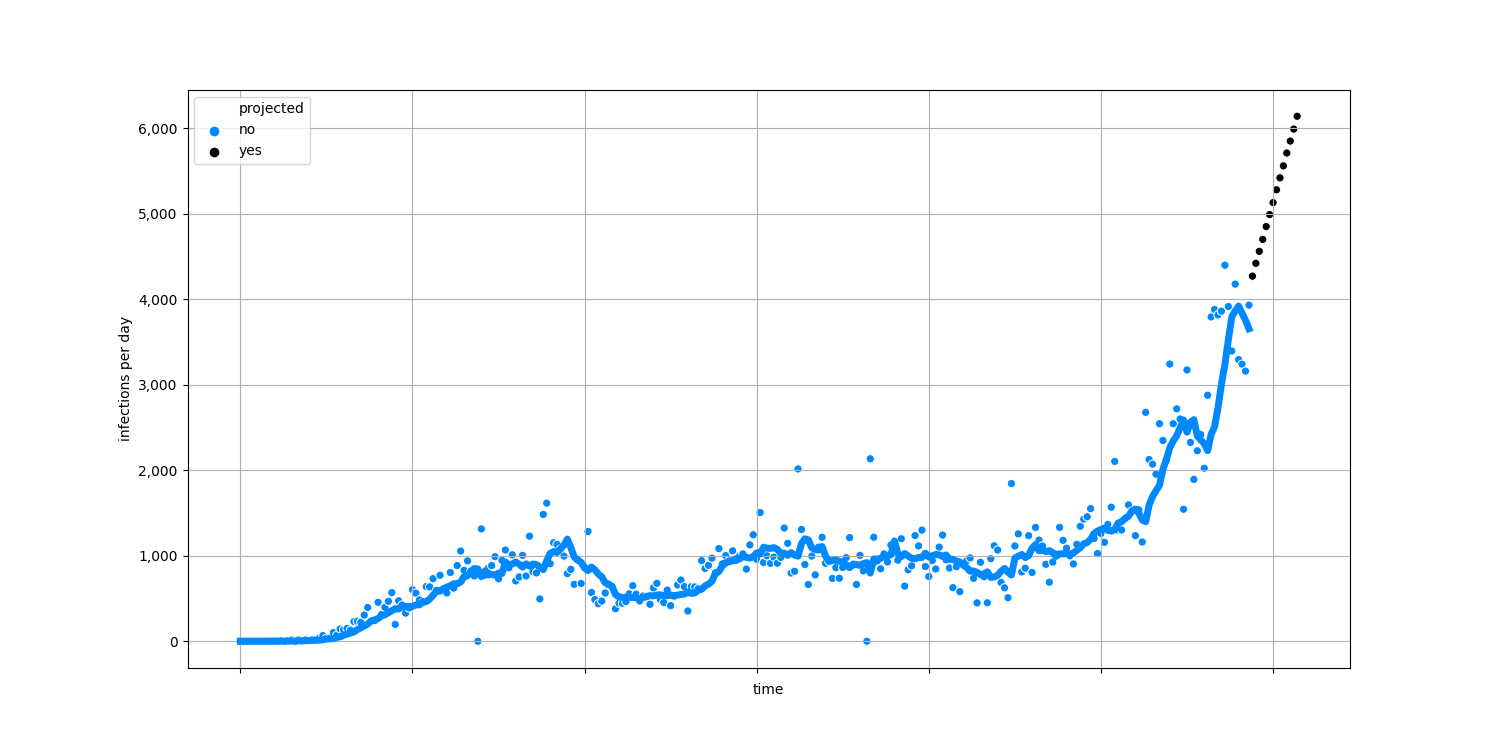 projected
no
yes
6,000
5,000
4,000
3,000
2,000
1,000
0
infections per day
time